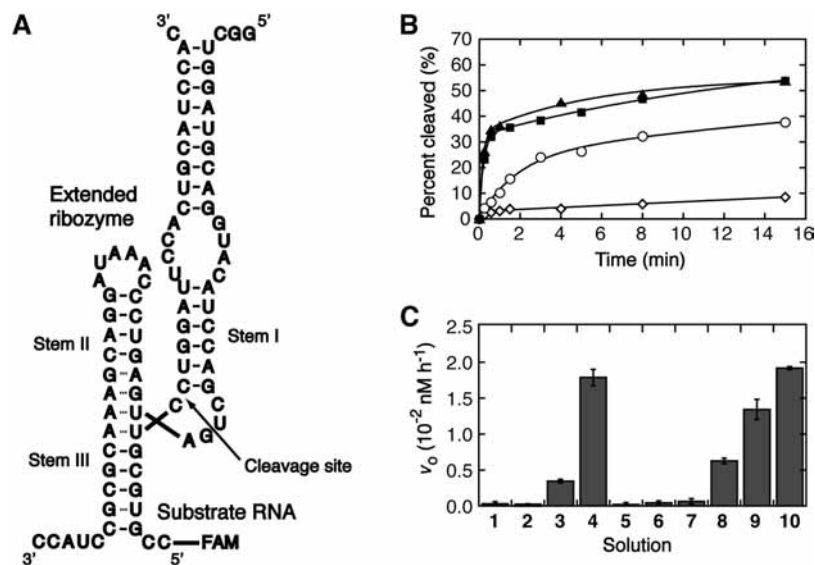 A
3'
5'
C
UCGG
A-U
C-G
C-G
U-A
A-U
C-G
G-C
U-A
C-G
A G
C G
C U
U A
U C
U A
A-U
G-C
G-C
U-A
C-G
C C
U
A G
Extended
ribozyme
A A
U A
A C
G-C
G-C
A-U
C-G
G A
A G
A U
A U
C-G
G-C
C-G
G U
C-G
Stem II
Stem I
Stem III
Cleavage site
Substrate RNA
CCAUC
CC
FAM
3'
5'
B
Percent cleaved (%)
70
60
50
40
30
20
10
0
0 2 4 6 8 10 12 14 16
Time (min)
C
v₀ (10⁻² nM h⁻¹)
2.5
2.0
1.5
1.0
0.5
0.0
1 2 3 4 5 6 7 8 9 10
Solution